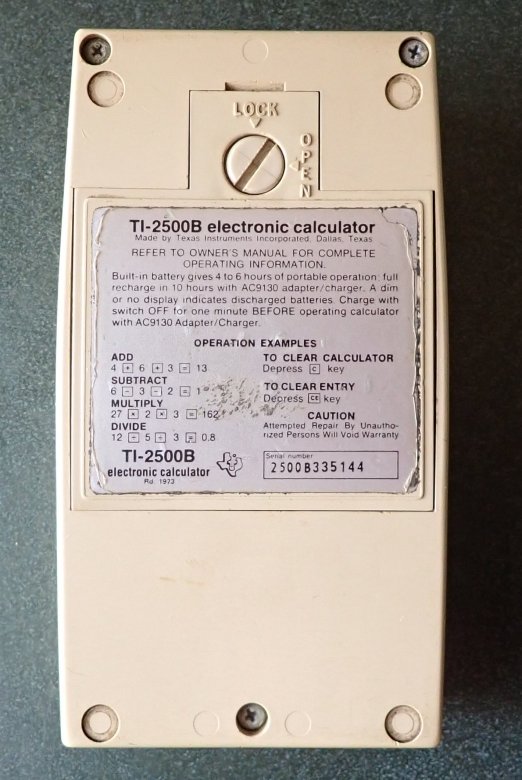 LOCK
OPEN
TI-2500B electronic calculator
Made by Texas Instruments Incorporated, Dallas, Texas
REFER TO OWNER'S MANUAL FOR COMPLETE
OPERATING INFORMATION.
Built-in battery gives 4 to 6 hours of portable operation: full
recharge in 10 hours with AC9130 adapter/charger. A dim
or no display indicates discharged batteries. Charge with
switch OFF for one minute BEFORE operating calculator
with AC9130 Adapter/Charger.
OPERATION EXAMPLES
ADD
4 + 6 + 3 = 13
SUBTRACT
6 - 3 - 2 = 1
MULTIPLY
27 × 2 × 3 = 162
DIVIDE
12 ÷ 5 ÷ 3 = 0.8
TO CLEAR CALCULATOR
Depress C key
TO CLEAR ENTRY
Depress CE key
CAUTION
Attempted Repair By Unautho-
rized Persons Will Void Warranty
TI-2500B
electronic calculator
Rd. 1973
Serial number
2500B335144